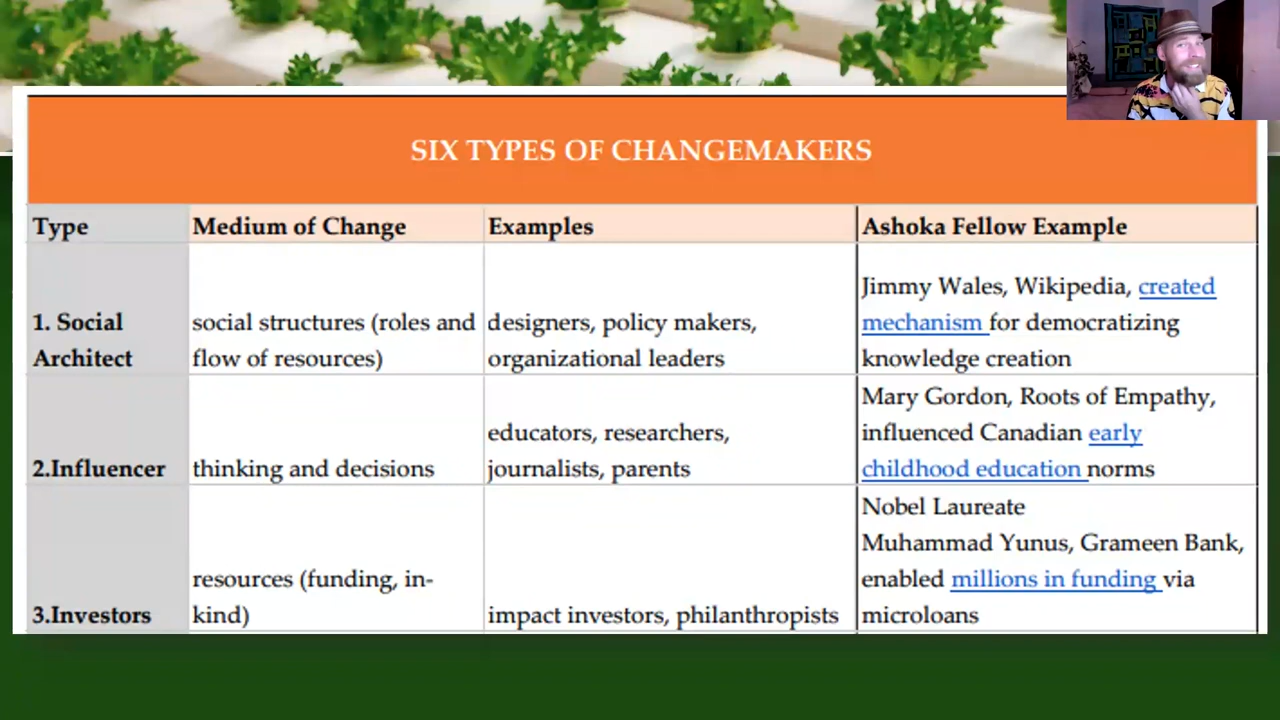 SIX TYPES OF CHANGEMAKERS
Type
Medium of Change
Examples
Ashoka Fellow Example
1. Social
Architect
social structures (roles and
flow of resources)
designers, policy makers,
organizational leaders
Jimmy Wales, Wikipedia, created
mechanism for democratizing
knowledge creation
2.Influencer
thinking and decisions
educators, researchers,
journalists, parents
Mary Gordon, Roots of Empathy,
influenced Canadian early
childhood education norms
3.Investors
resources (funding, in-
kind)
impact investors, philanthropists
Nobel Laureate
Muhammad Yunus, Grameen Bank,
enabled millions in funding via
microloans